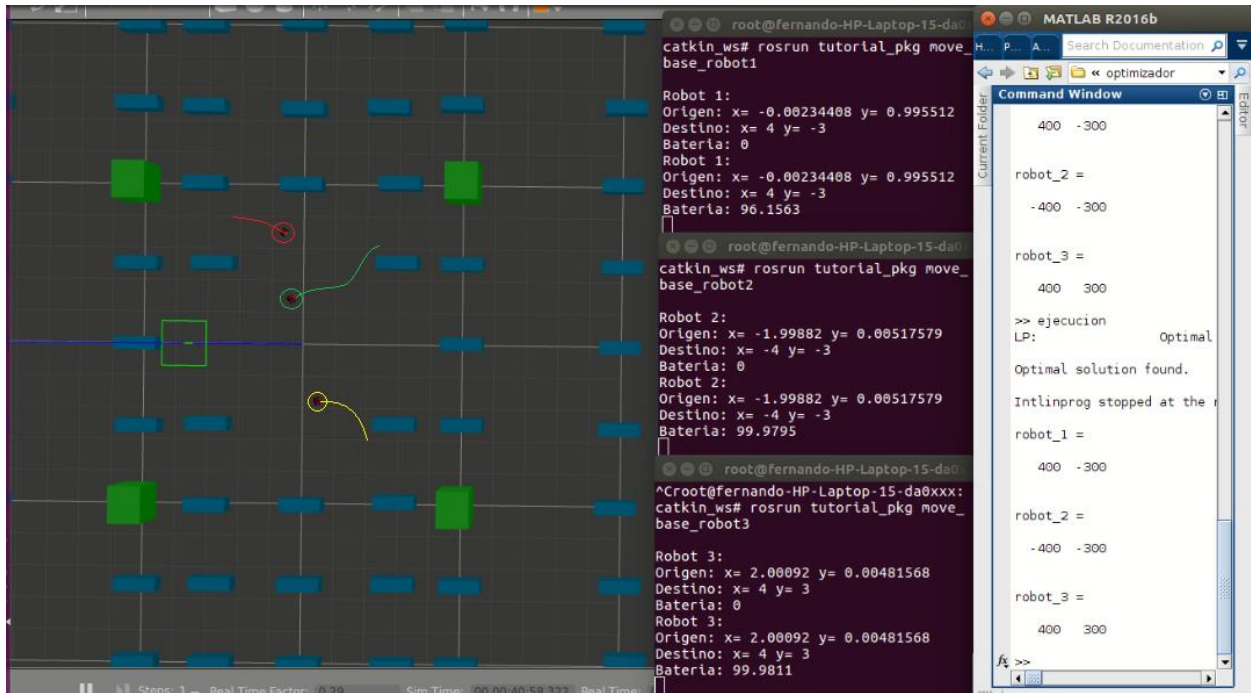 root@fernando-HP-Laptop-15-da0
catkin_ws# rosrun tutorial_pkg move_
base_robot1
Robot 1:
Origen: x= -0.00234408 y= 0.995512
Destino: x= 4 y= -3
Bateria: 0
Robot 1:
Origen: x= -0.00234408 y= 0.995512
Destino: x= 4 y= -3
Bateria: 96.1563
root@fernando-HP-Laptop-15-da0
catkin_ws# rosrun tutorial_pkg move_
base_robot2
Robot 2:
Origen: x= -1.99882 y= 0.00517579
Destino: x= -4 y= -3
Bateria: 0
Robot 2:
Origen: x= -1.99882 y= 0.00517579
Destino: x= -4 y= -3
Bateria: 99.9795
root@fernando-HP-Laptop-15-da0x
^Croot@fernando-HP-Laptop-15-da0xxx:
catkin_ws# rosrun tutorial_pkg move_
base_robot3
Robot 3:
Origen: x= 2.00092 y= 0.00481568
Destino: x= 4 y= 3
Bateria: 0
Robot 3:
Origen: x= 2.00092 y= 0.00481568
Destino: x= 4 y= 3
Bateria: 99.9811
MATLAB R2016b
H... P... A... Search Documentation
« optimizador
Current Folder
Command Window
Editor
400 -300
robot_2 =
-400 -300
robot_3 =
400 300
>> ejecucion
LP: Optimal
Optimal solution found.
Intlinprog stopped at the
robot_1 =
400 -300
robot_2 =
-400 -300
robot_3 =
400 300
fx >>
Steps: 1 Real Time Factor: 0.29 Sim Time: 00 00:40:58.322 Real Time: